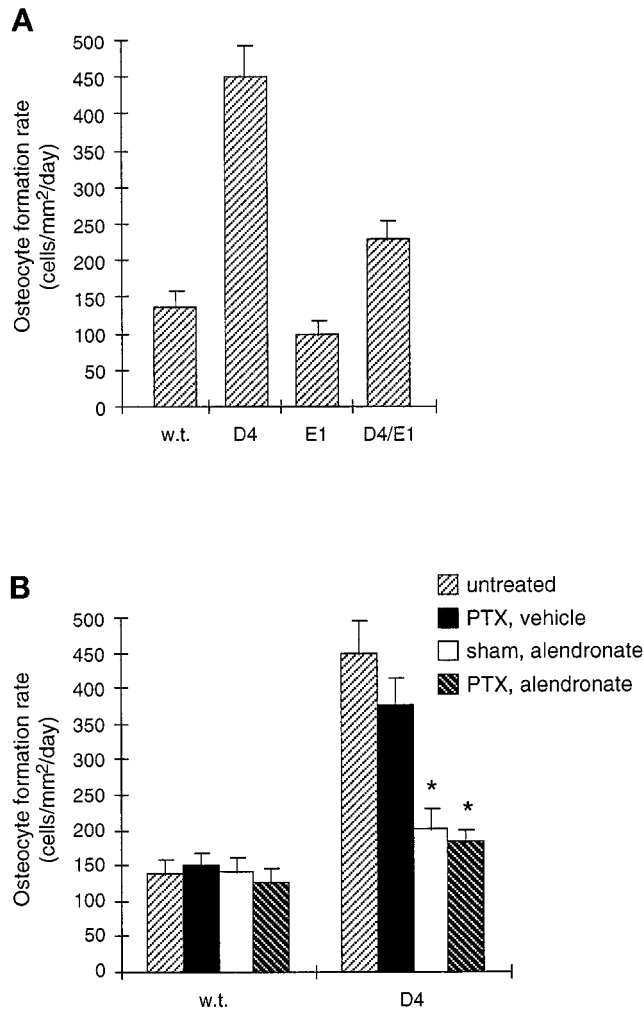 A
Osteocyte formation rate
(cells/mm²/day)
500
450
400
350
300
250
200
150
100
50
0
w.t. D4 E1 D4/E1
B
untreated
PTX, vehicle
sham, alendronate
PTX, alendronate
Osteocyte formation rate
(cells/mm²/day)
500
450
400
350
300
250
200
150
100
50
0
* *
w.t. D4